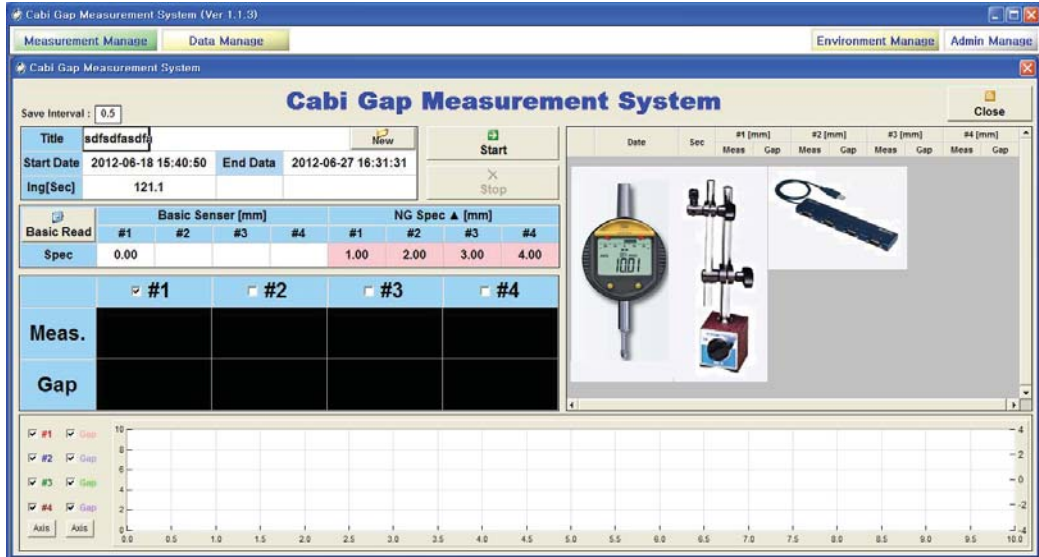 Cabi Gap Measurement System (Ver 1.1.3)
Measurement Manage Data Manage Environment Manage Admin Manage
Cabi Gap Measurement System
Cabi Gap Measurement System
Save Interval : 0.5
Close
Title sdfsdfasdfa New
Start
Start Date 2012-06-18 15:40:50 End Data 2012-06-27 16:31:31
Ing[Sec] 121.1
Stop
Basic Read Basic Senser [mm] NG Spec ▲ [mm]
#1 #2 #3 #4 #1 #2 #3 #4
Spec 0.00 1.00 2.00 3.00 4.00
#1 #2 #3 #4
Meas.
Gap
Date Sec #1 [mm] #2 [mm] #3 [mm] #4 [mm]
Meas Gap Meas Gap Meas Gap Meas Gap
10.01
#1 Gap
#2 Gap
#3 Gap
#4 Gap
Axis Axis
10
8
6
4
2
0
0.0 0.5 1.0 1.5 2.0 2.5 3.0 3.5 4.0 4.5 5.0 5.5 6.0 6.5 7.0 7.5 8.0 8.5 9.0 9.5 10.0
4
2
0
-2
-4